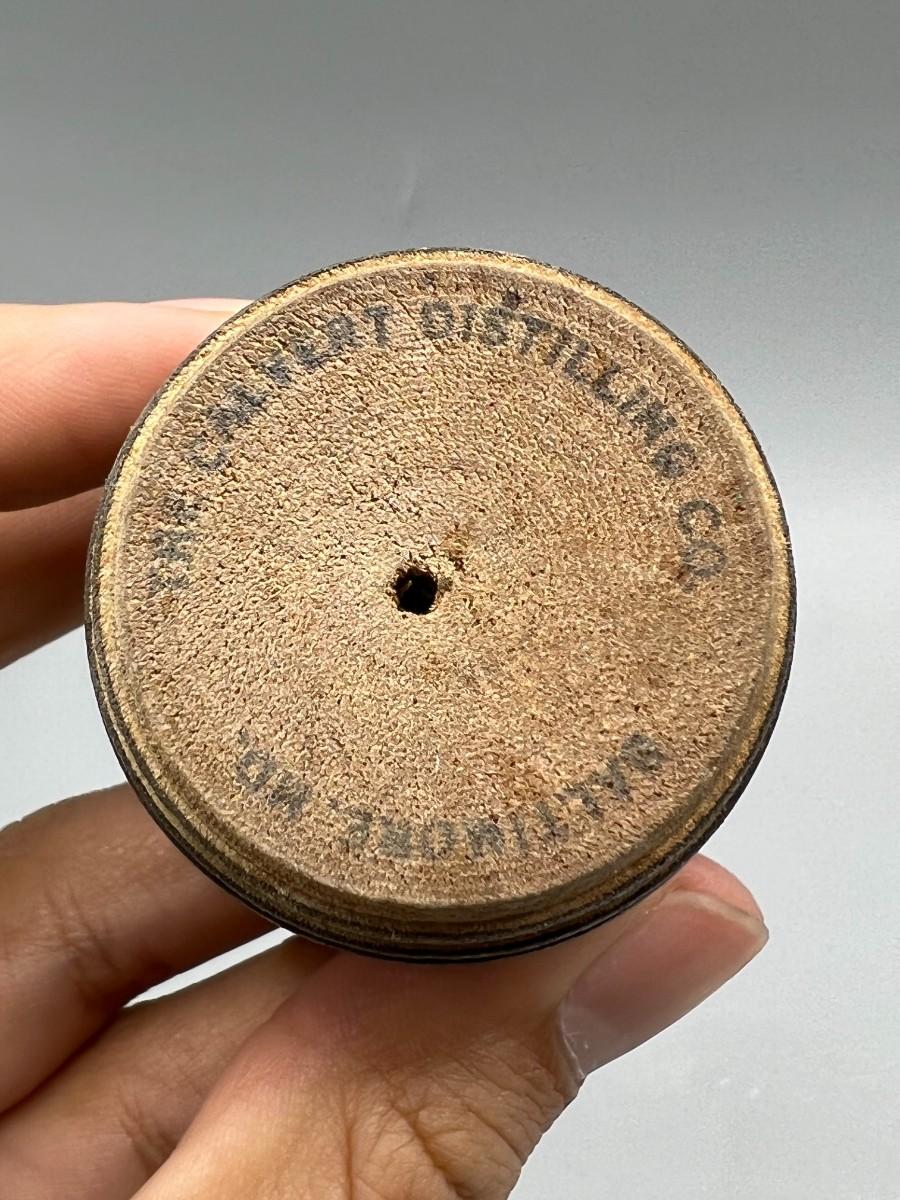 THE CALVERT DISTILLING CO.
BALTIMORE, MD.